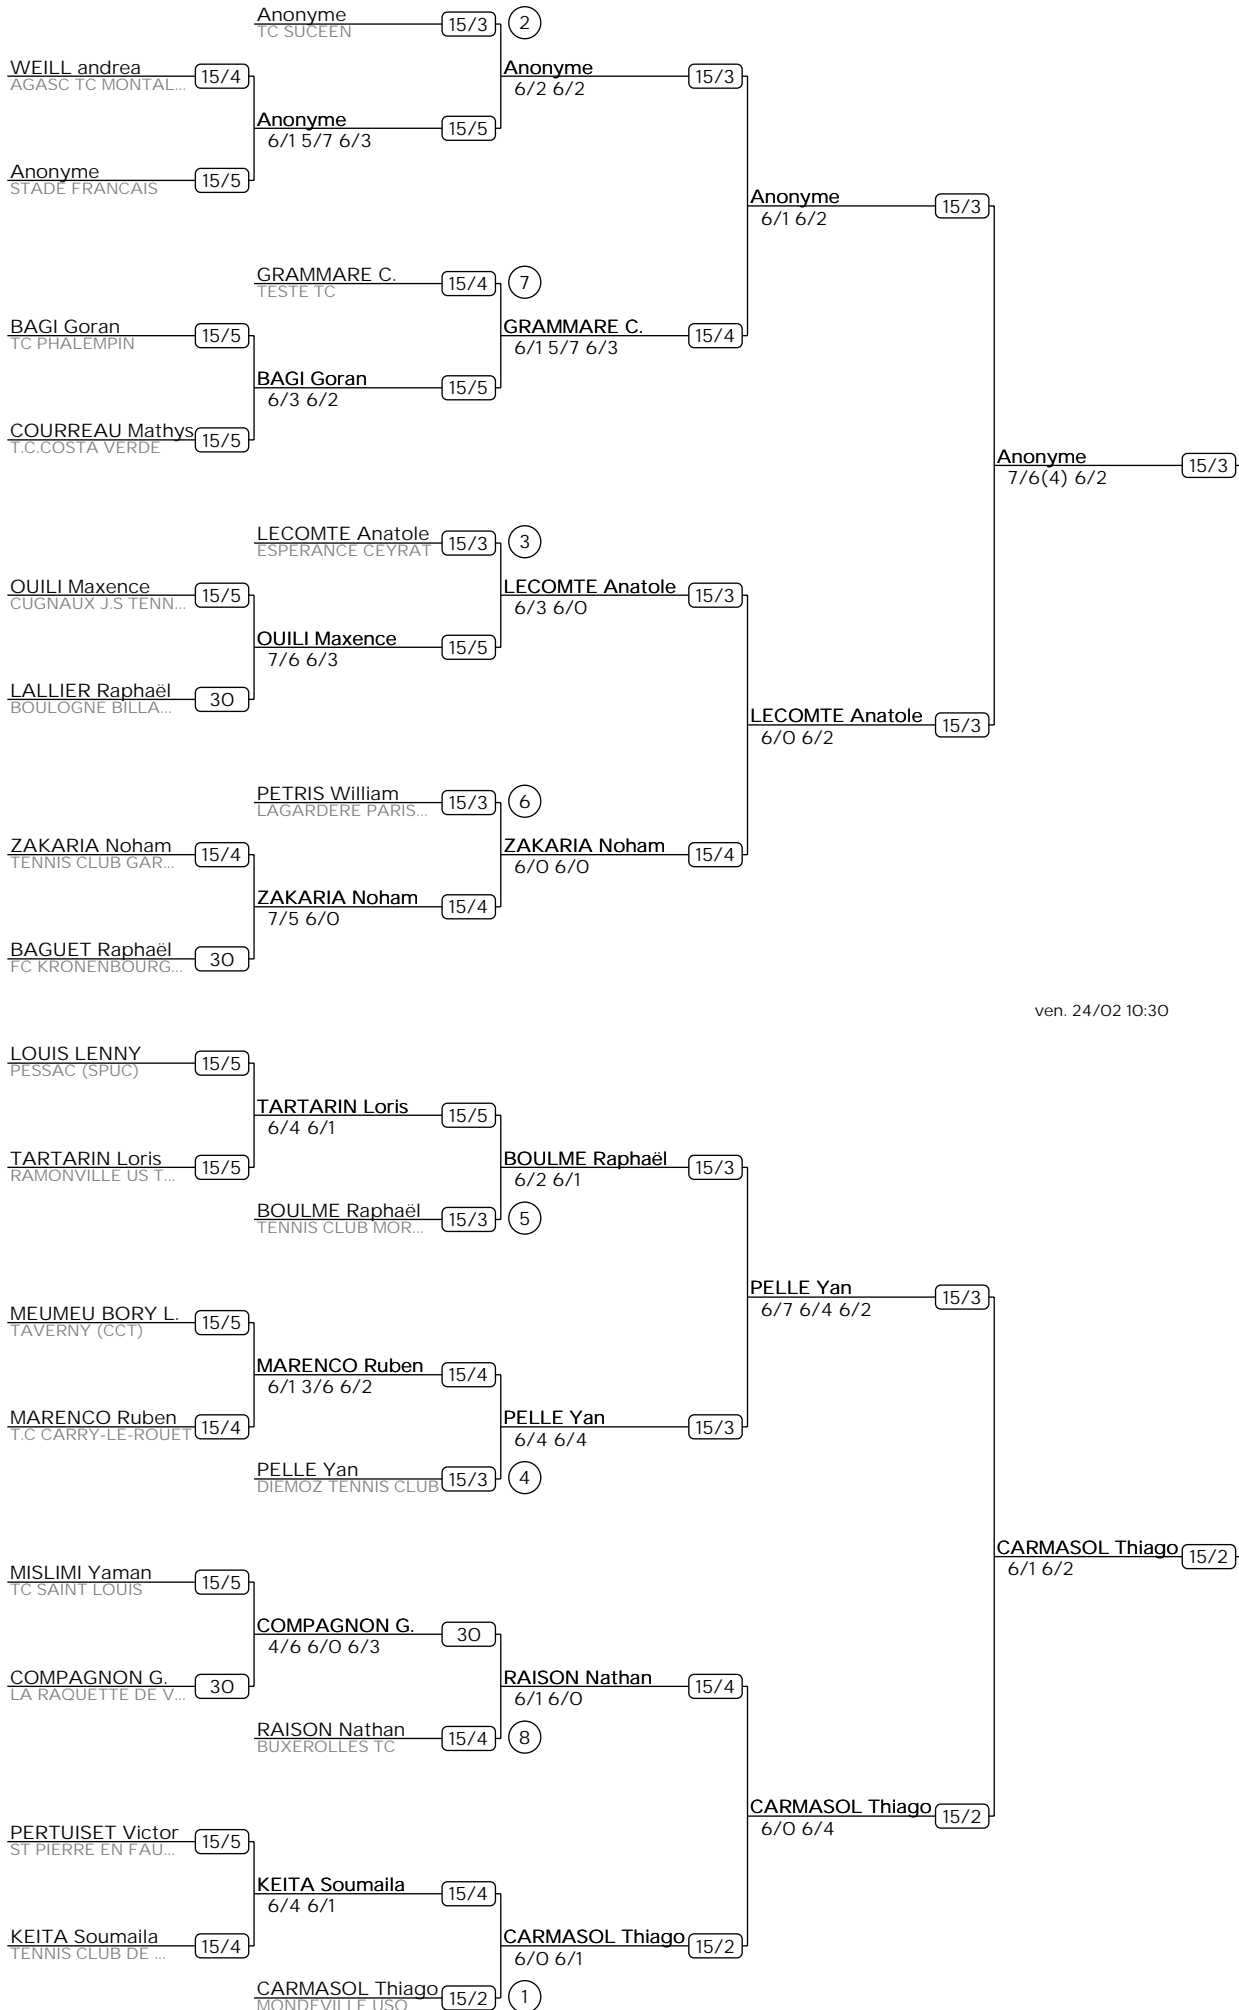 Anonyme
TC SUCEEN
15/3
2
WEILL andrea
AGASC TC MONTAL...
15/4
Anonyme
6/2 6/2
15/3
Anonyme
6/1 5/7 6/3
15/5
Anonyme
STADE FRANCAIS
15/5
Anonyme
6/1 6/2
15/3
GRAMMARE C.
TESTE TC
15/4
7
BAGI Goran
TC PHALEMPIN
15/5
GRAMMARE C.
6/1 5/7 6/3
15/4
BAGI Goran
6/3 6/2
15/5
COURREAU Mathys
T.C.COSTA VERDE
15/5
Anonyme
7/6(4) 6/2
15/3
LECOMTE Anatole
ESPERANCE CEYRAT
15/3
3
OUILI Maxence
CUGNAUX J.S TENN...
15/5
LECOMTE Anatole
6/3 6/0
15/3
OUILI Maxence
7/6 6/3
15/5
LALLIER Raphaël
BOULOGNE BILLA...
30
LECOMTE Anatole
6/0 6/2
15/3
PETRIS William
LAGARDERE PARIS...
15/3
6
ZAKARIA Noham
TENNIS CLUB GAR...
15/4
ZAKARIA Noham
6/0 6/0
15/4
ZAKARIA Noham
7/5 6/0
15/4
BAGUET Raphaël
FC KRONENBOURG...
30
ven. 24/02 10:30
LOUIS LENNY
PESSAC (SPUC)
15/5
TARTARIN Loris
6/4 6/1
15/5
TARTARIN Loris
RAMONVILLE US T...
15/5
BOULME Raphaël
6/2 6/1
15/3
BOULME Raphaël
TENNIS CLUB MOR...
15/3
5
PELLE Yan
6/7 6/4 6/2
15/3
MEUMEU BORY L.
TAVERNY (CCT)
15/5
MARENCO Ruben
6/1 3/6 6/2
15/4
MARENCO Ruben
T.C CARRY-LE-ROUET
15/4
PELLE Yan
6/4 6/4
15/3
PELLE Yan
DIEMOZ TENNIS CLUB
15/3
4
CARMASOL Thiago
6/1 6/2
15/2
MISLIMI Yaman
TC SAINT LOUIS
15/5
COMPAGNON G.
4/6 6/0 6/3
30
COMPAGNON G.
LA RAQUETTE DE V...
30
RAISON Nathan
6/1 6/0
15/4
RAISON Nathan
BUXEROLLES TC
15/4
8
CARMASOL Thiago
6/0 6/4
15/2
PERTUISET Victor
ST PIERRE EN FAU...
15/5
KEITA Soumaila
6/4 6/1
15/4
KEITA Soumaila
TENNIS CLUB DE ...
15/4
CARMASOL Thiago
6/0 6/1
15/2
CARMASOL Thiago
MONDEVILLE USO
15/2
1